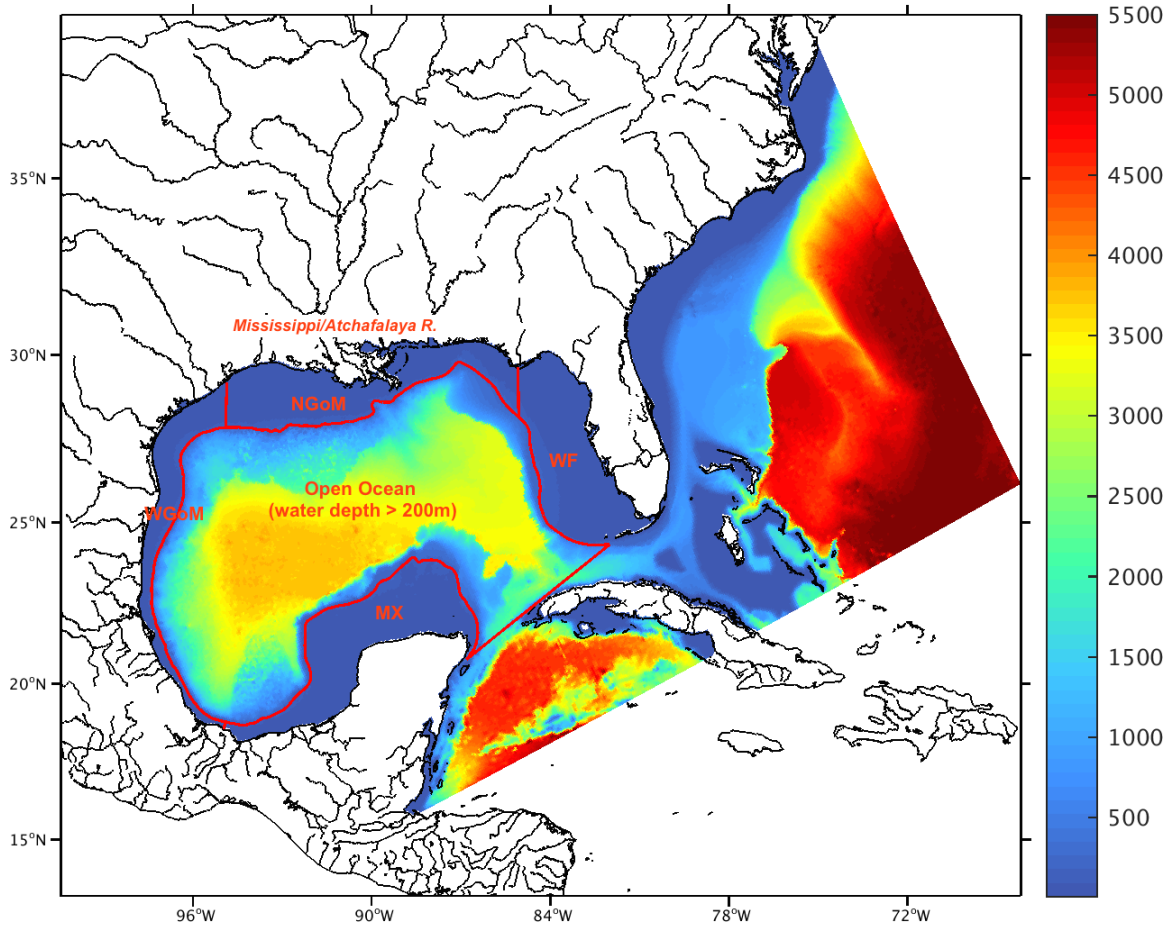 5500
5000
4500
4000
3500
3000
2500
2000
1500
1000
500
35°N
30°N
25°N
20°N
15°N
Mississippi/Atchafalaya R.
NGoM
WF
Open Ocean
(water depth > 200m)
WGoM
MX
96°W
90°W
84°W
78°W
72°W